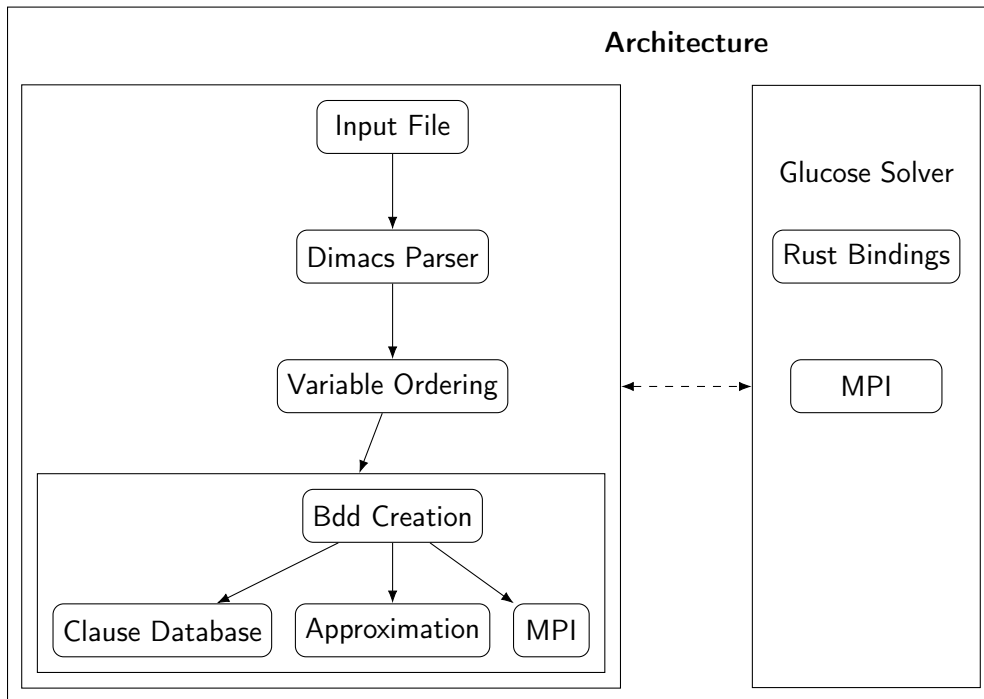 Architecture
Input File
Dimacs Parser
Variable Ordering
Bdd Creation
Clause Database
Approximation
MPI
Glucose Solver
Rust Bindings
MPI